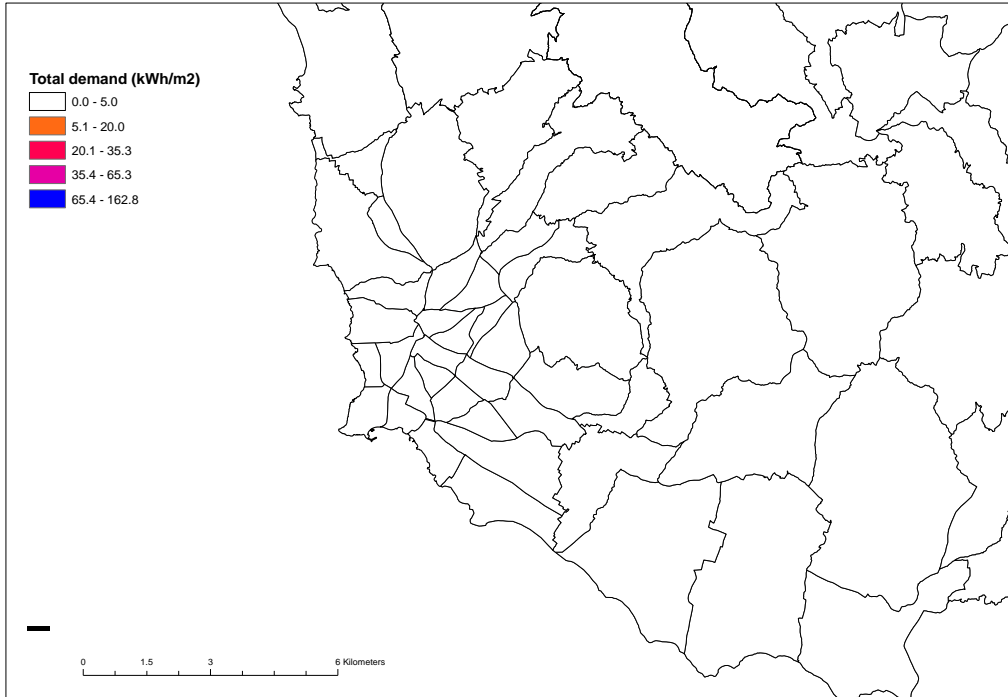 Total demand (kWh/m2)
0.0 - 5.0
5.1 - 20.0
20.1 - 35.3
35.4 - 65.3
65.4 - 162.8
0 1.5 3 6 Kilometers